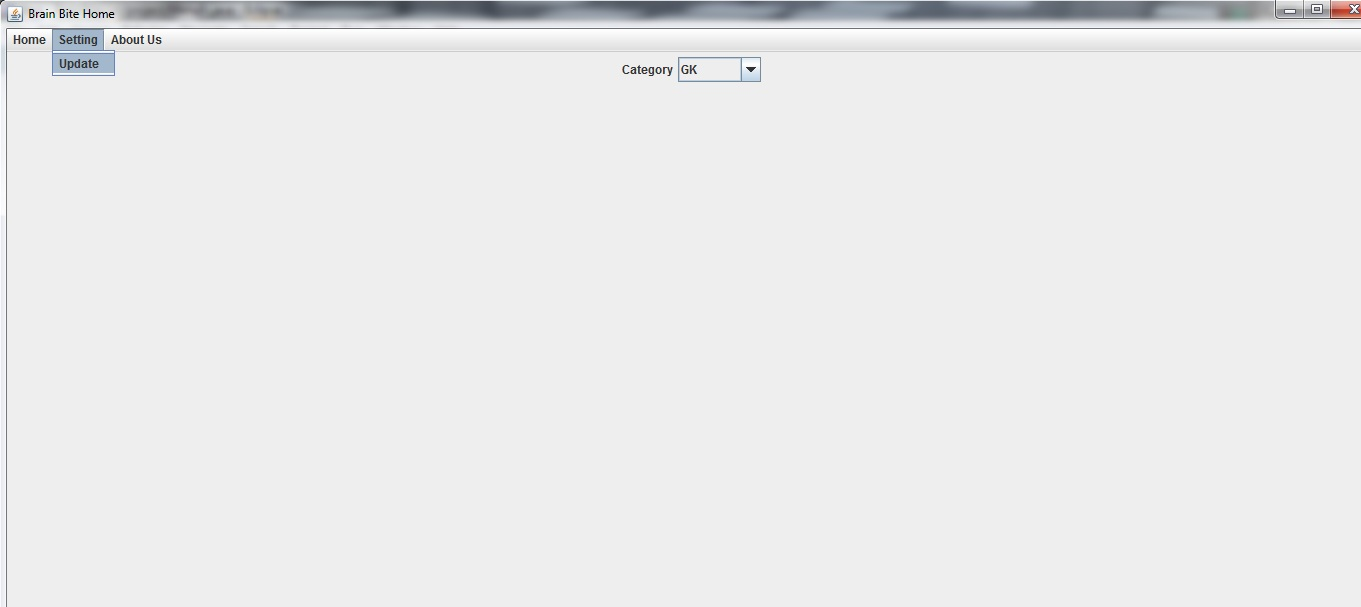 Brain Bite Home
Home Setting About Us
Update
Category GK